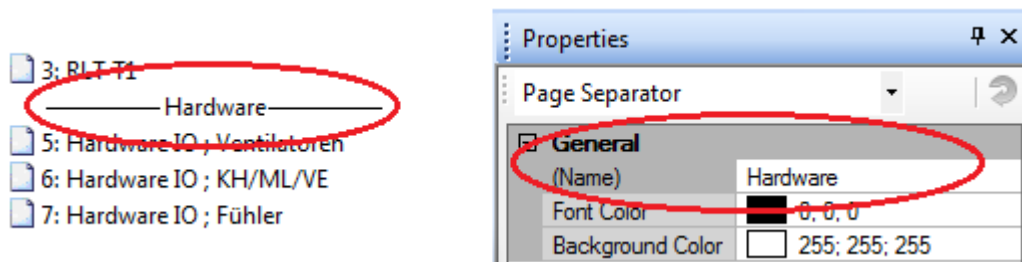 3: RLT-T1
Hardware
5: Hardware IO ; Ventilatoren
6: Hardware IO ; KH/ML/VE
7: Hardware IO ; Fühler
Properties
Page Separator
General
(Name) Hardware
Font Color 0; 0; 0
Background Color 255; 255; 255